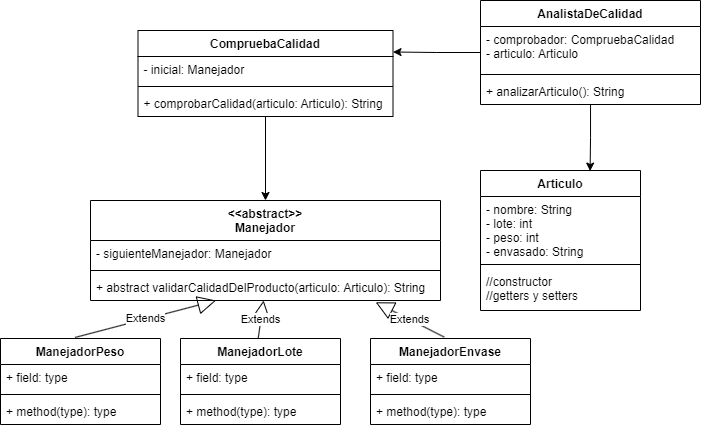 AnalistaDeCalidad
- comprobador: CompruebaCalidad
- articulo: Articulo
+ analizarArticulo(): String
CompruebaCalidad
- inicial: Manejador
+ comprobarCalidad(articulo: Articulo): String
Articulo
- nombre: String
- lote: int
- peso: int
- envasado: String
//constructor
//getters y setters
<<abstract>>
Manejador
- siguienteManejador: Manejador
+ abstract validarCalidadDelProducto(articulo: Articulo): String
Extends
Extends
Extends
ManejadorPeso
+ field: type
+ method(type): type
ManejadorLote
+ field: type
+ method(type): type
ManejadorEnvase
+ field: type
+ method(type): type